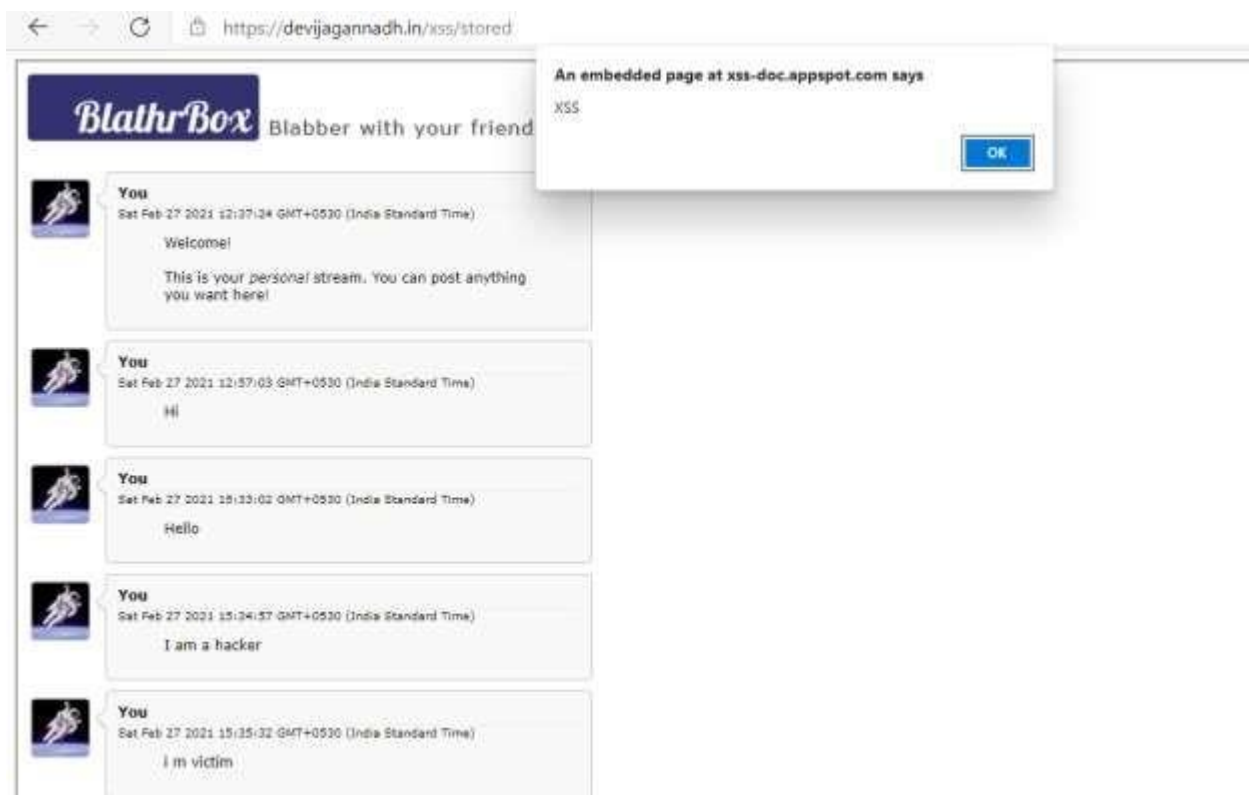 https://devijagannadh.in/xss/stored
An embedded page at xss-doc.appspot.com says
XSS
OK
BlathrBox Blabber with your friend
You
Sat Feb 27 2021 12:37:24 GMT+0530 (India Standard Time)
Welcome!
This is your personal stream. You can post anything
you want here!
You
Sat Feb 27 2021 12:57:03 GMT+0530 (India Standard Time)
Hi
You
Sat Feb 27 2021 15:33:02 GMT+0530 (India Standard Time)
Hello
You
Sat Feb 27 2021 15:34:57 GMT+0530 (India Standard Time)
I am a hacker
You
Sat Feb 27 2021 15:35:32 GMT+0530 (India Standard Time)
i m victim